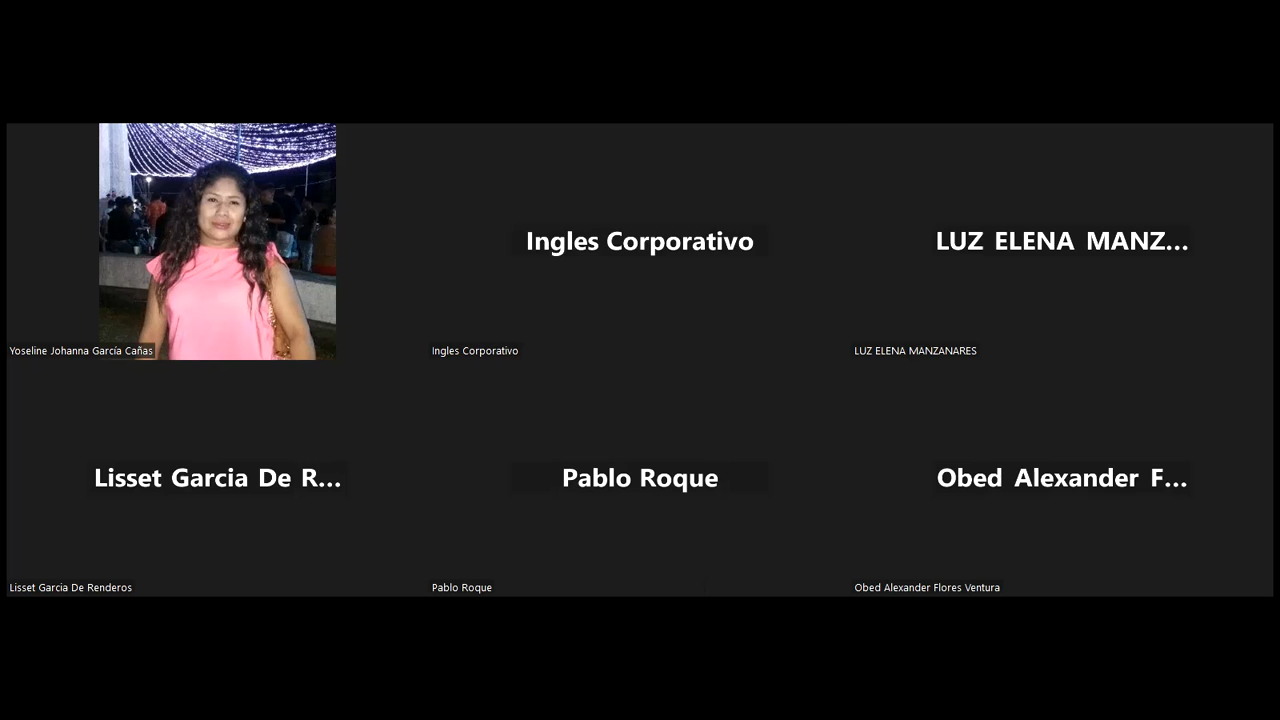 Yoseline Johanna García Cañas
Ingles Corporativo
Ingles Corporativo
LUZ ELENA MANZ...
LUZ ELENA MANZANARES
Lisset Garcia De R...
Lisset Garcia De Renderos
Pablo Roque
Pablo Roque
Obed Alexander F...
Obed Alexander Flores Ventura